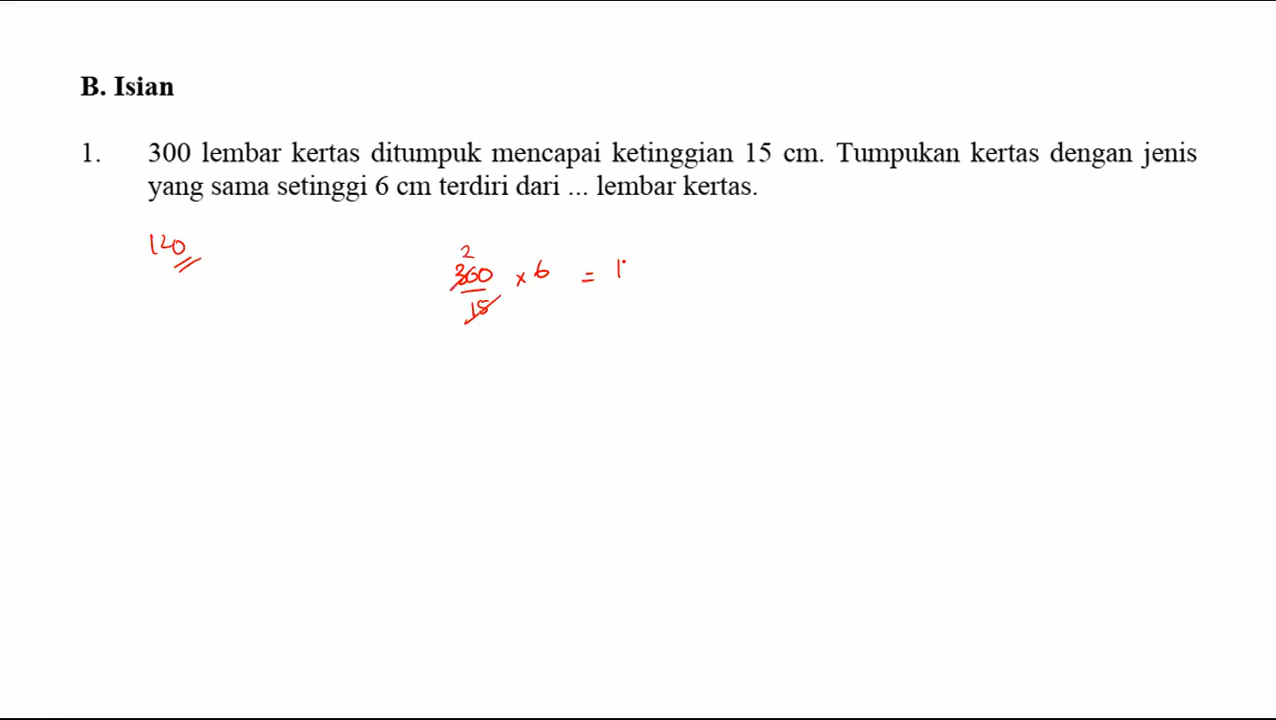 B. Isian
1. 300 lembar kertas ditumpuk mencapai ketinggian 15 cm. Tumpukan kertas dengan jenis
yang sama setinggi 6 cm terdiri dari ... lembar kertas.
120
2
300 × 6 = 1
15